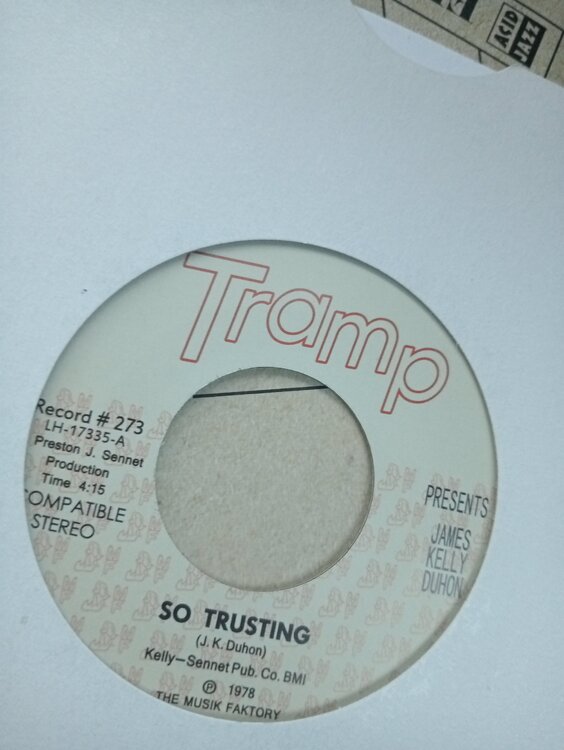 ACID
JAZZ
Tramp
Record # 273
LH-17335-A
Preston J. Sennet
Production
Time 4:15
COMPATIBLE
STEREO
PRESENTS
JAMES
KELLY
DUHON
SO TRUSTING
(J. K. Duhon)
Kelly—Sennet Pub. Co. BMI
℗ 1978
THE MUSIK FAKTORY